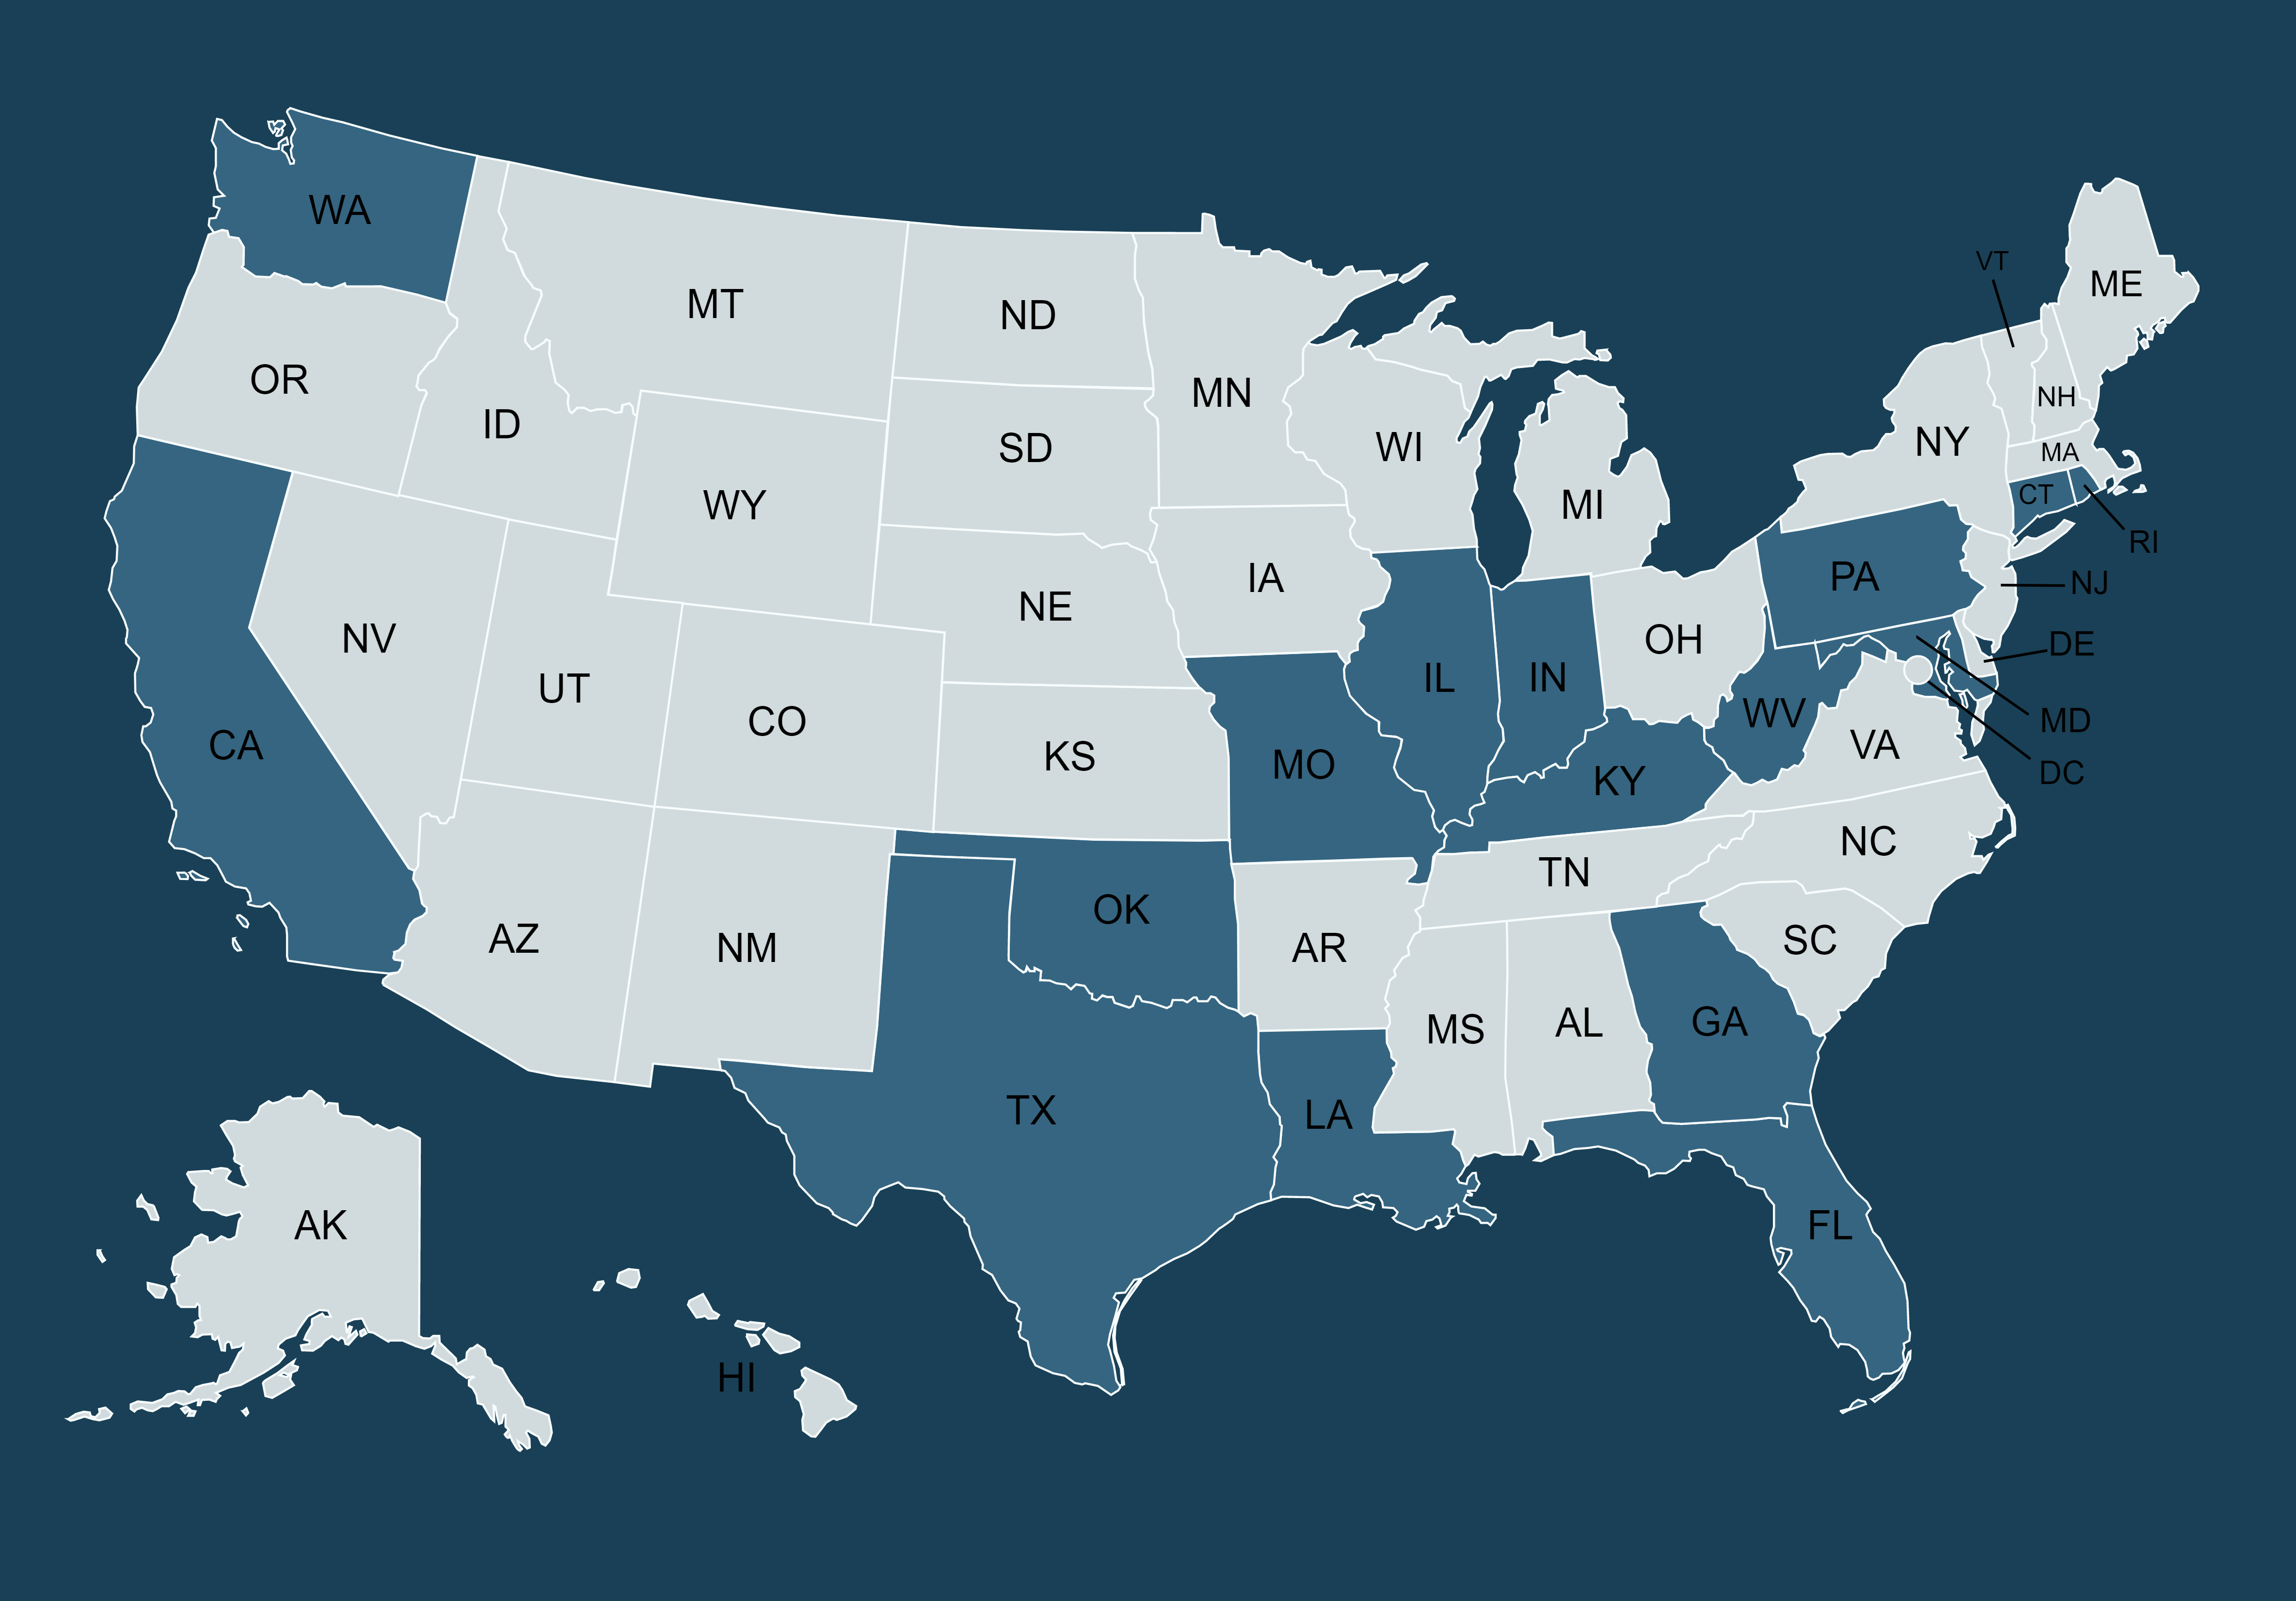 WA
VT
ME
MT
ND
OR
MN
NH
ID
NY
WI
SD
MA
CT
WY
MI
RI
IA
PA
NJ
NE
NV
OH
DE
IL
IN
UT
WV
MD
CO
CA
VA
KS
MO
DC
KY
NC
TN
OK
AZ
SC
NM
AR
GA
AL
MS
TX
LA
AK
FL
HI